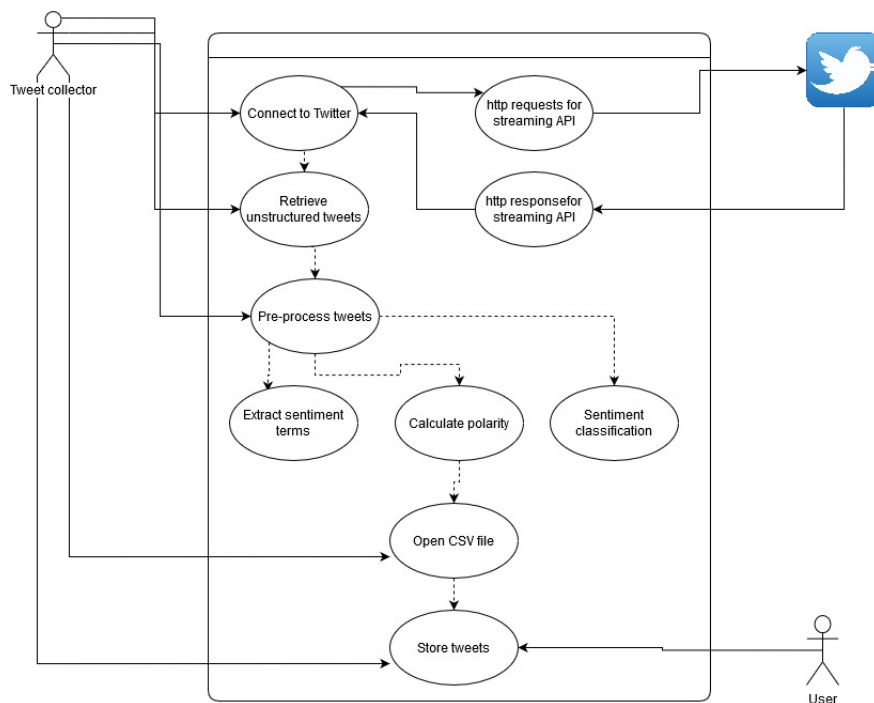 Tweet collector
Connect to Twitter
http requests for
streaming API
Retrieve
unstructured tweets
http responsefor
streaming API
Pre-process tweets
Extract sentiment
terms
Calculate polarity
Sentiment
classification
Open CSV file
Store tweets
User